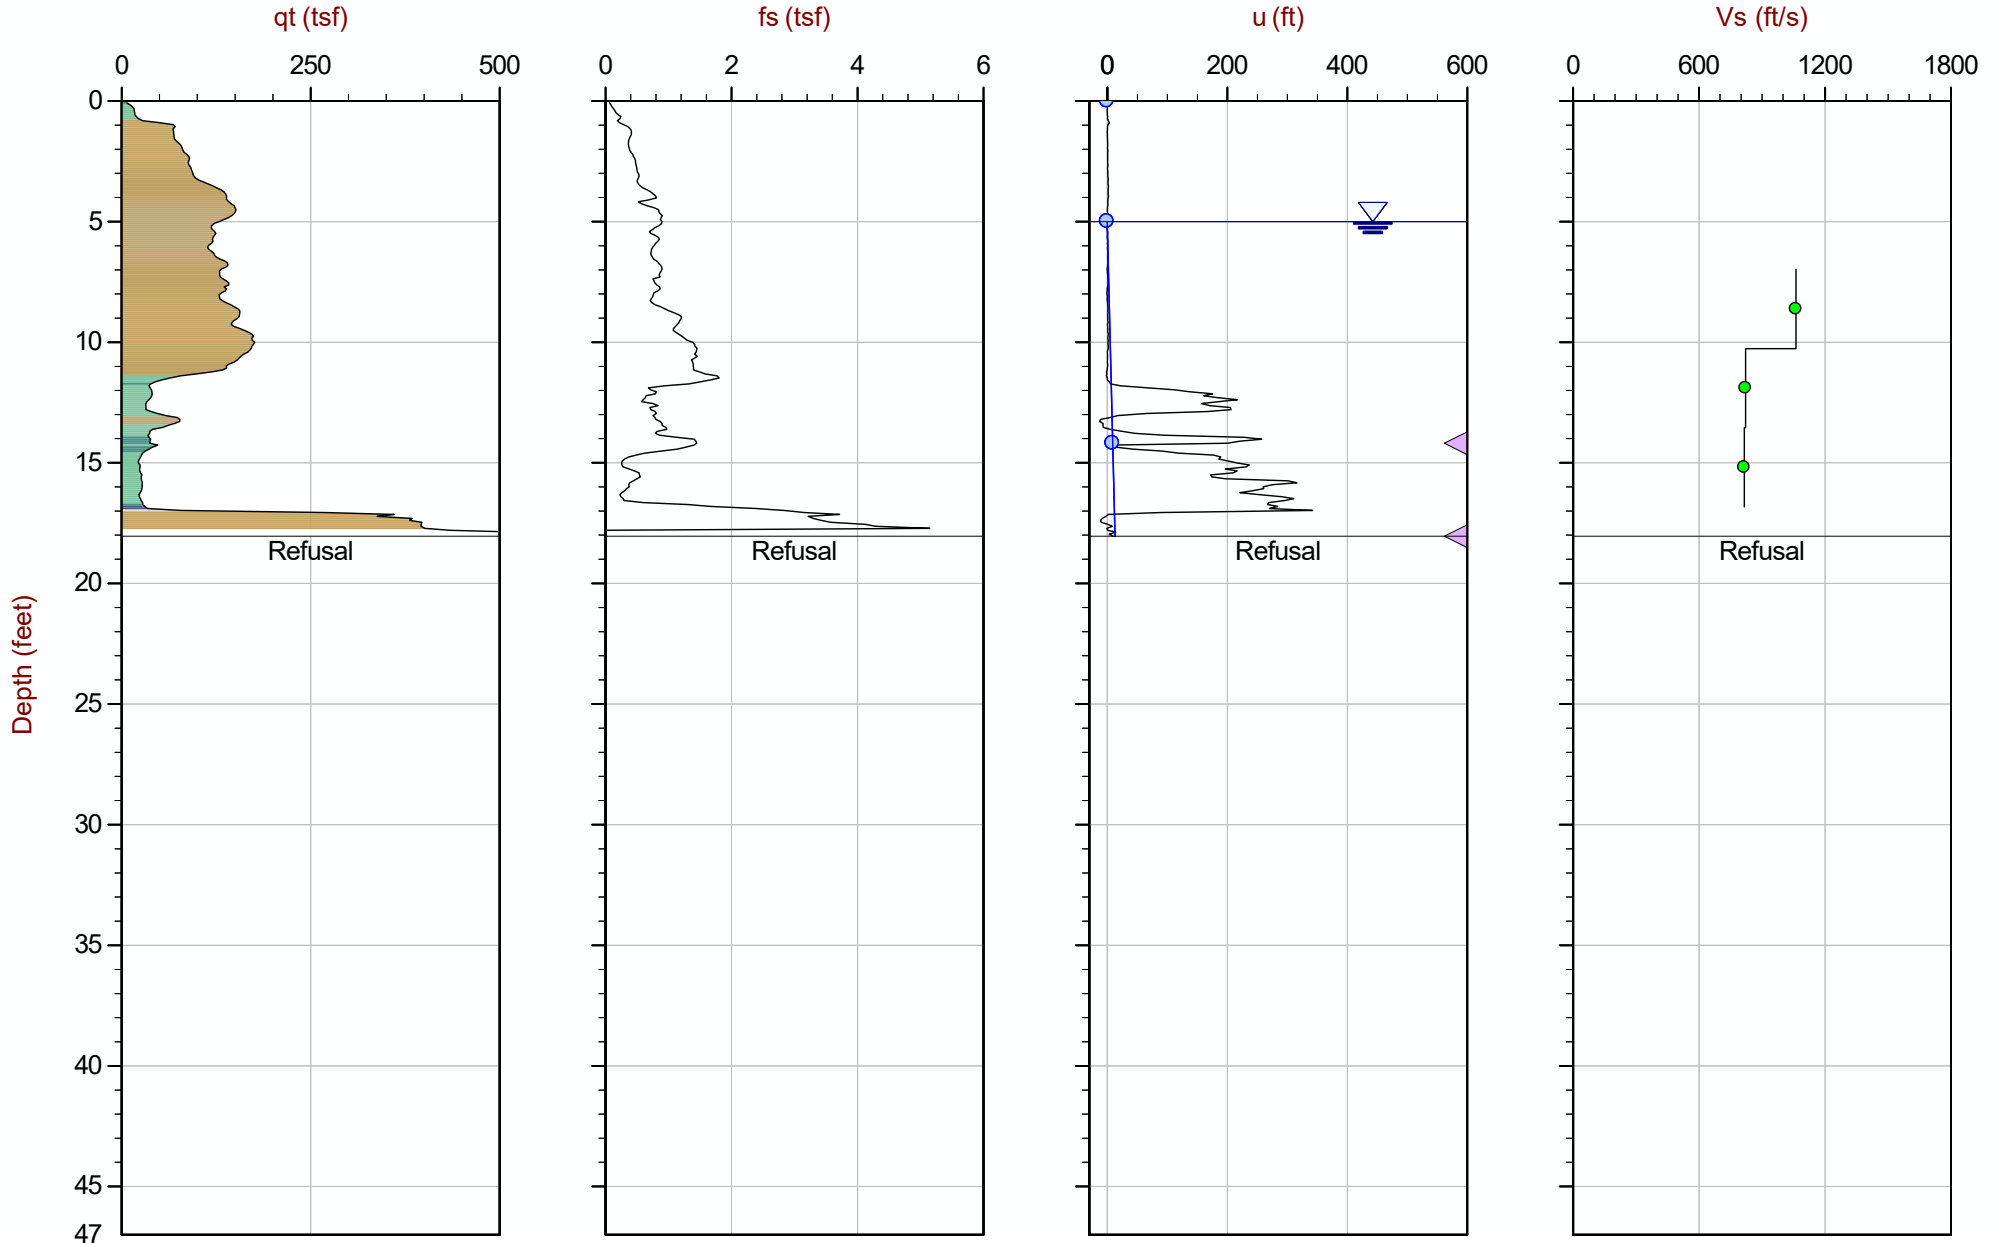 qt (tsf) fs (tsf) u (ft) Vs (ft/s)
0 250 500 0 2 4 6 0 200 400 600 0 600 1200 1800
0
5
10
15
Refusal Refusal Refusal Refusal
20
25
30
35
40
45
47
Depth (feet)